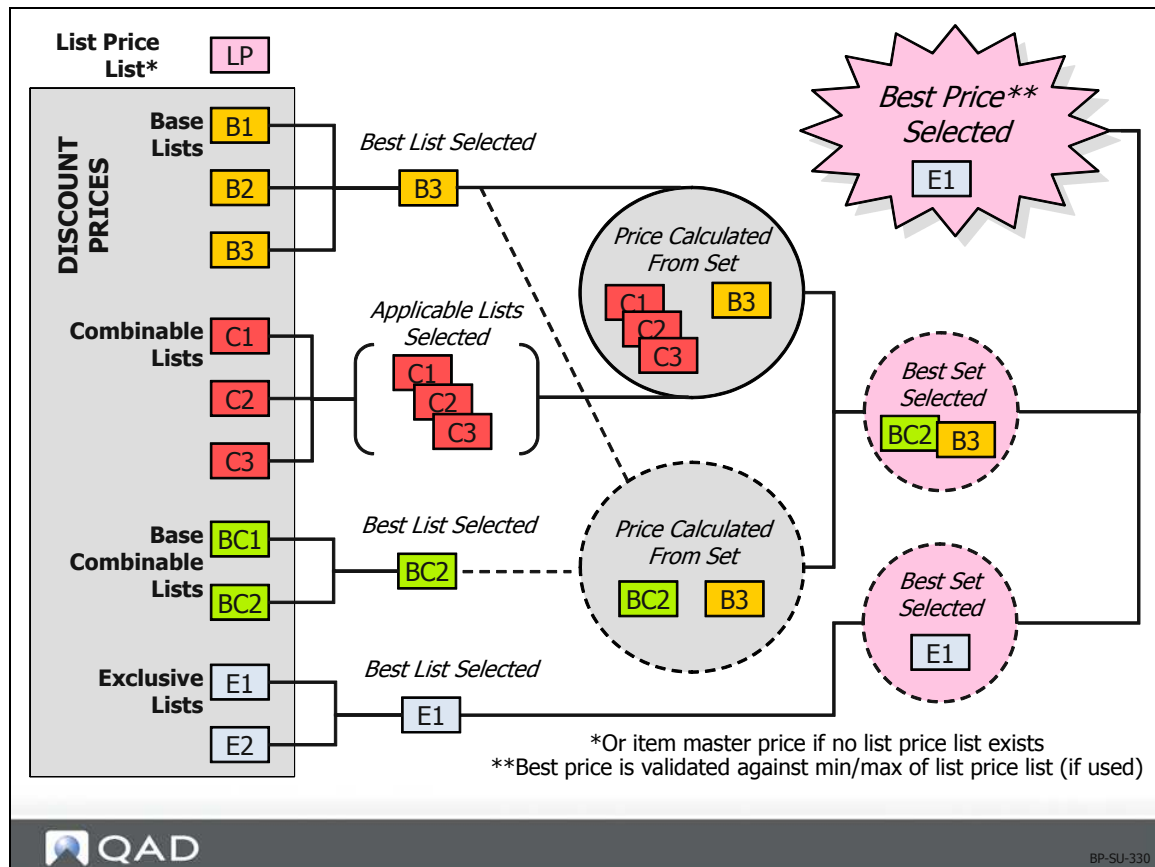 List Price
List*
LP
DISCOUNT
PRICES
Base
Lists
B1
B2
B3
Best List Selected
B3
Combinable
Lists
C1
C2
C3
Applicable Lists
Selected
C1
C2
C3
Base
Combinable
Lists
BC1
BC2
Best List Selected
BC2
Exclusive
Lists
E1
E2
Best List Selected
E1
Price Calculated
From Set
C1
C2
C3
B3
Price Calculated
From Set
BC2
B3
Best Price**
Selected
E1
Best Set
Selected
BC2
B3
Best Set
Selected
E1
*Or item master price if no list price list exists
**Best price is validated against min/max of list price list (if used)
QAD
BP-SU-330